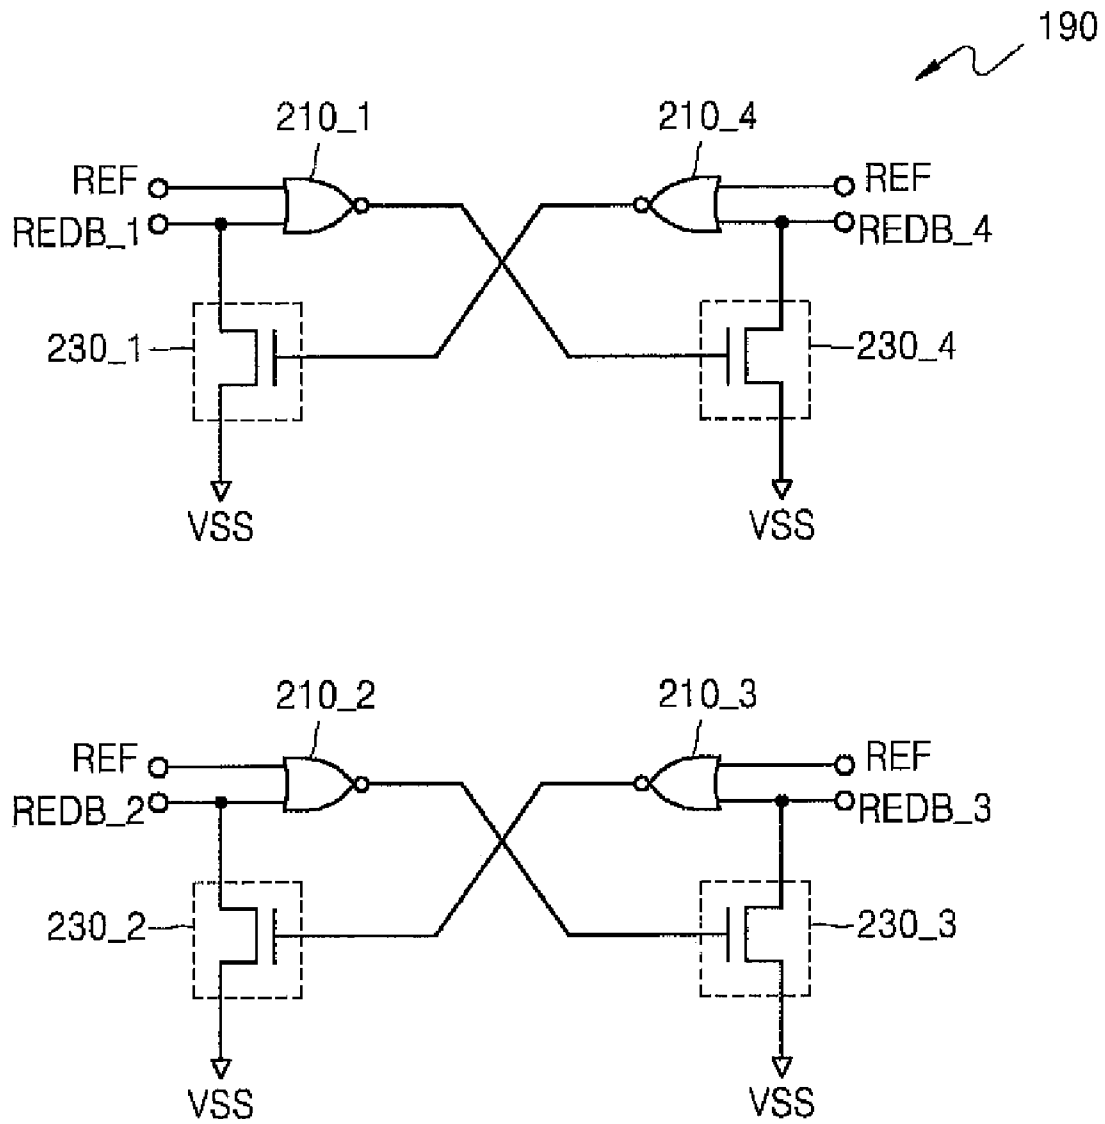 190
210_1 210_4
REF REF
REDB_1 REDB_4
230_1 230_4
VSS VSS
210_2 210_3
REF REF
REDB_2 REDB_3
230_2 230_3
VSS VSS